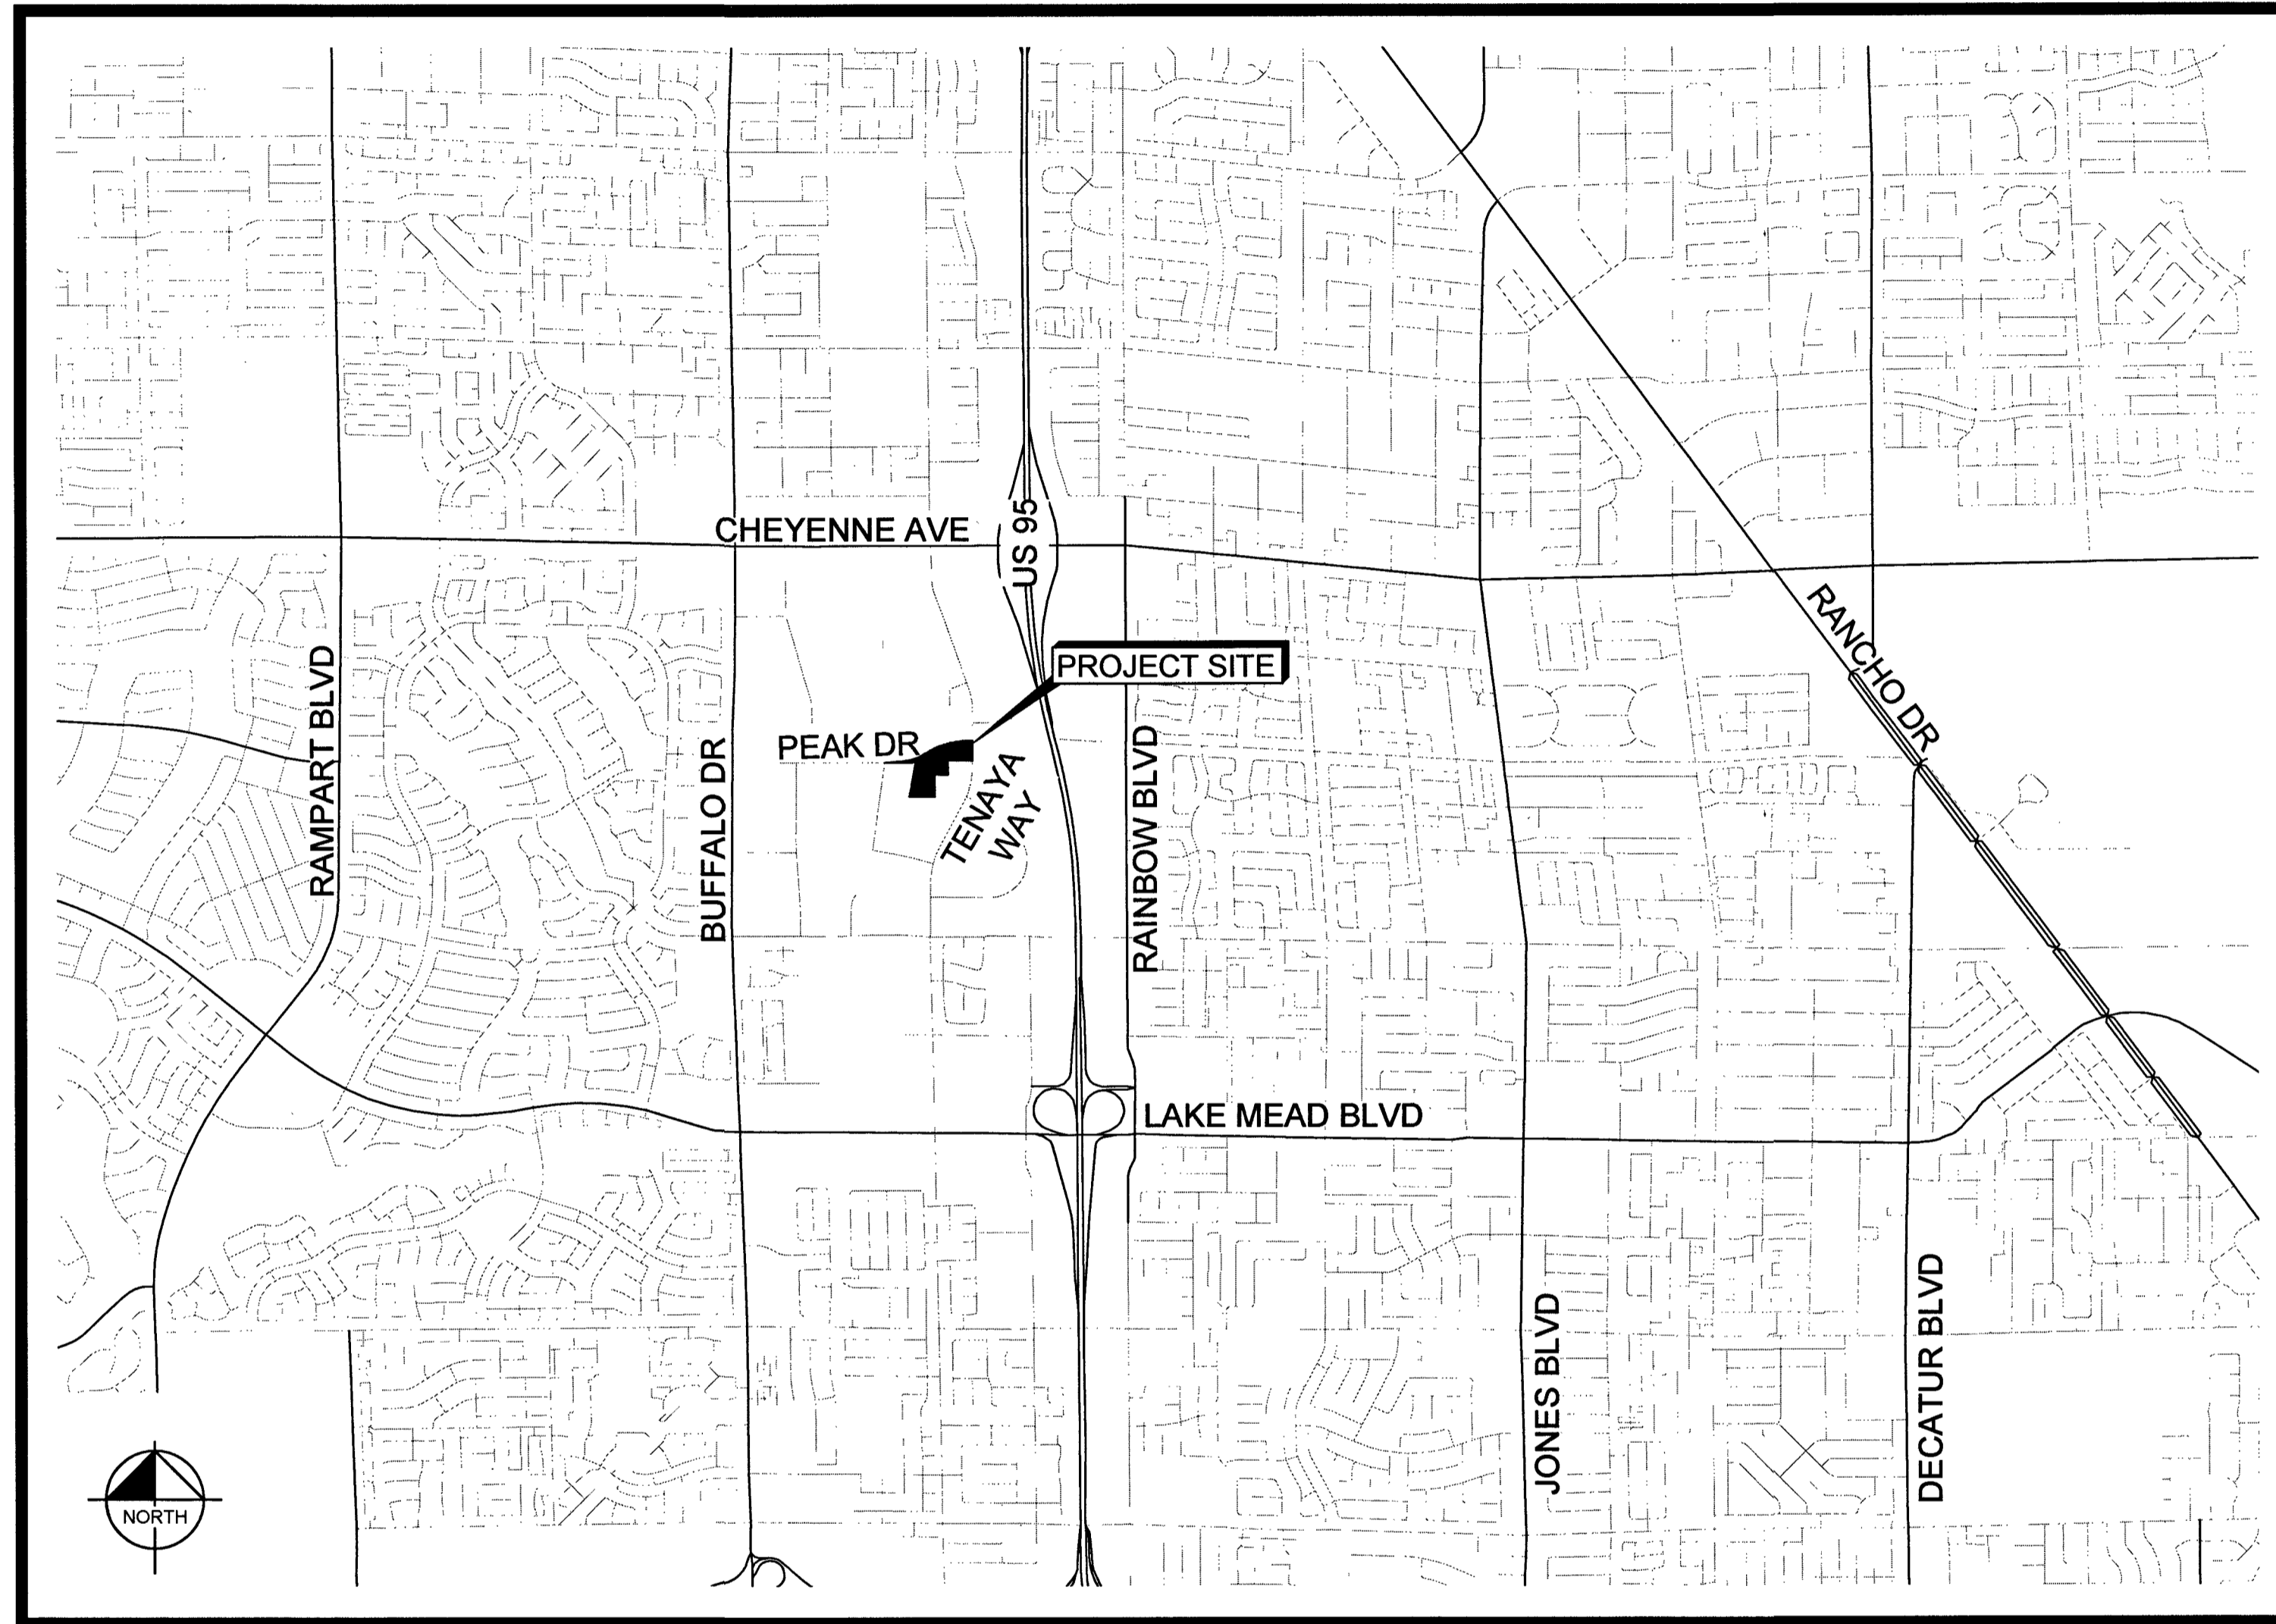 CHEYENNE AVE
US 95
RANCHO DR
PROJECT SITE
RAMPART BLVD
PEAK DR
BUFFALO DR
TENAYA
WAY
RAINBOW BLVD
LAKE MEAD BLVD
JONES BLVD
DECATUR BLVD
NORTH